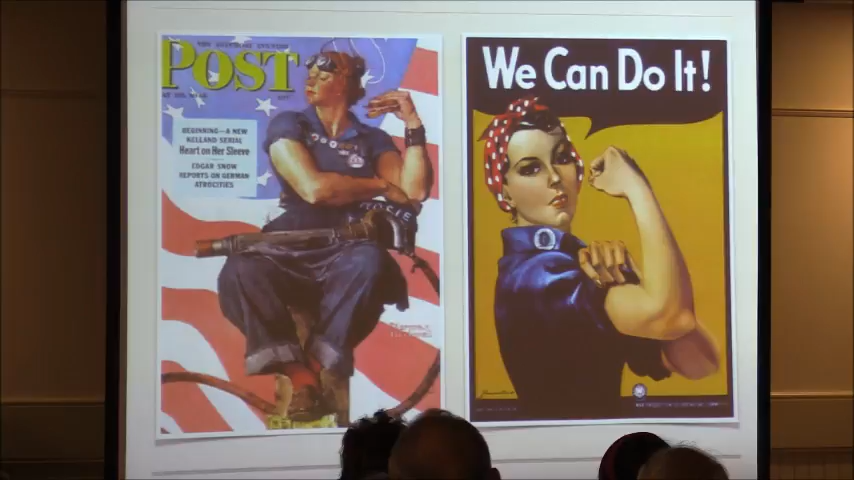 POST
BEGINNING—A NEW
KELLAND SERIAL
Heart on Her Sleeve
EDGAR SNOW
REPORTS ON GERMAN
ATROCITIES
ROSIE
We Can Do It!